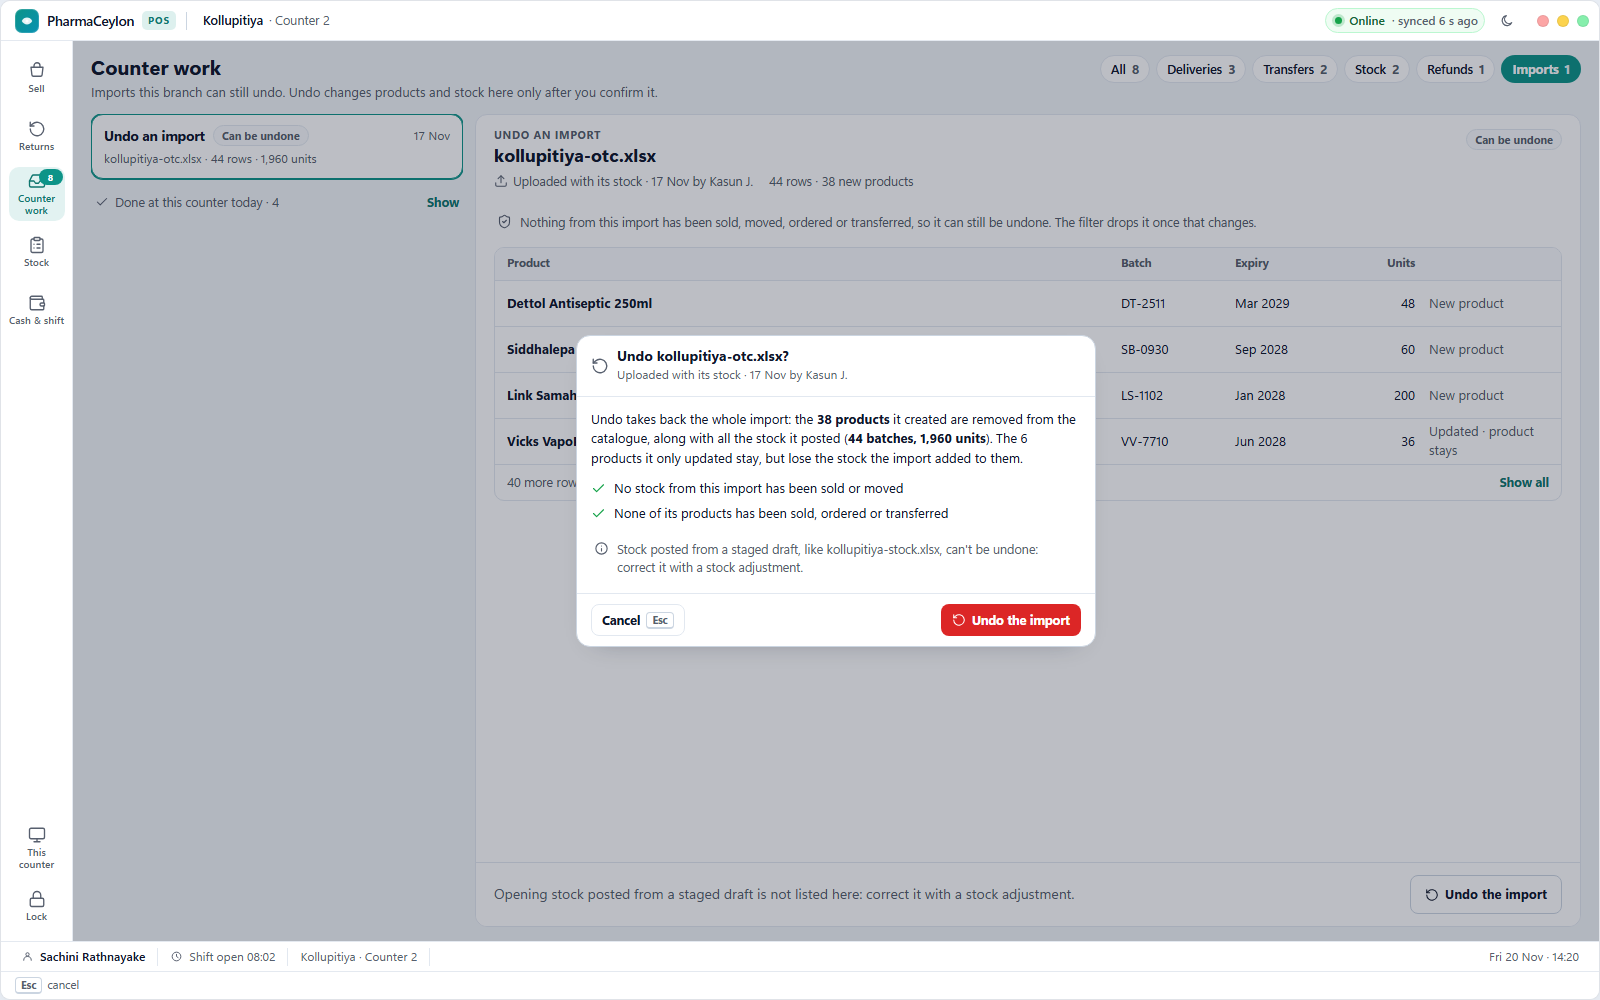 PharmaCeylon POS Kollupitiya · Counter 2
Online · synced 6 s ago
Sell
Returns
8
Counter
work
Stock
Cash & shift
This
counter
Lock
Counter work
Imports this branch can still undo. Undo changes products and stock here only after you confirm it.
All 8 Deliveries 3 Transfers 2 Stock 2 Refunds 1 Imports 1
Undo an import Can be undone 17 Nov
kollupitiya-otc.xlsx · 44 rows · 1,960 units
Done at this counter today · 4 Show
UNDO AN IMPORT
kollupitiya-otc.xlsx
Can be undone
Uploaded with its stock · 17 Nov by Kasun J. 44 rows · 38 new products
Nothing from this import has been sold, moved, ordered or transferred, so it can still be undone. The filter drops it once that changes.
Product Batch Expiry Units
Dettol Antiseptic 250ml DT-2511 Mar 2029 48 New product
Siddhalepa SB-0930 Sep 2028 60 New product
Link Samah LS-1102 Jan 2028 200 New product
Vicks Vapo VV-7710 Jun 2028 36 Updated · product
stays
40 more row Show all
Undo kollupitiya-otc.xlsx?
Uploaded with its stock · 17 Nov by Kasun J.
Undo takes back the whole import: the 38 products it created are removed from the
catalogue, along with all the stock it posted (44 batches, 1,960 units). The 6
products it only updated stay, but lose the stock the import added to them.
No stock from this import has been sold or moved
None of its products has been sold, ordered or transferred
Stock posted from a staged draft, like kollupitiya-stock.xlsx, can't be undone:
correct it with a stock adjustment.
Cancel Esc Undo the import
Opening stock posted from a staged draft is not listed here: correct it with a stock adjustment.
Undo the import
Sachini Rathnayake Shift open 08:02 Kollupitiya · Counter 2 Fri 20 Nov · 14:20
Esc cancel